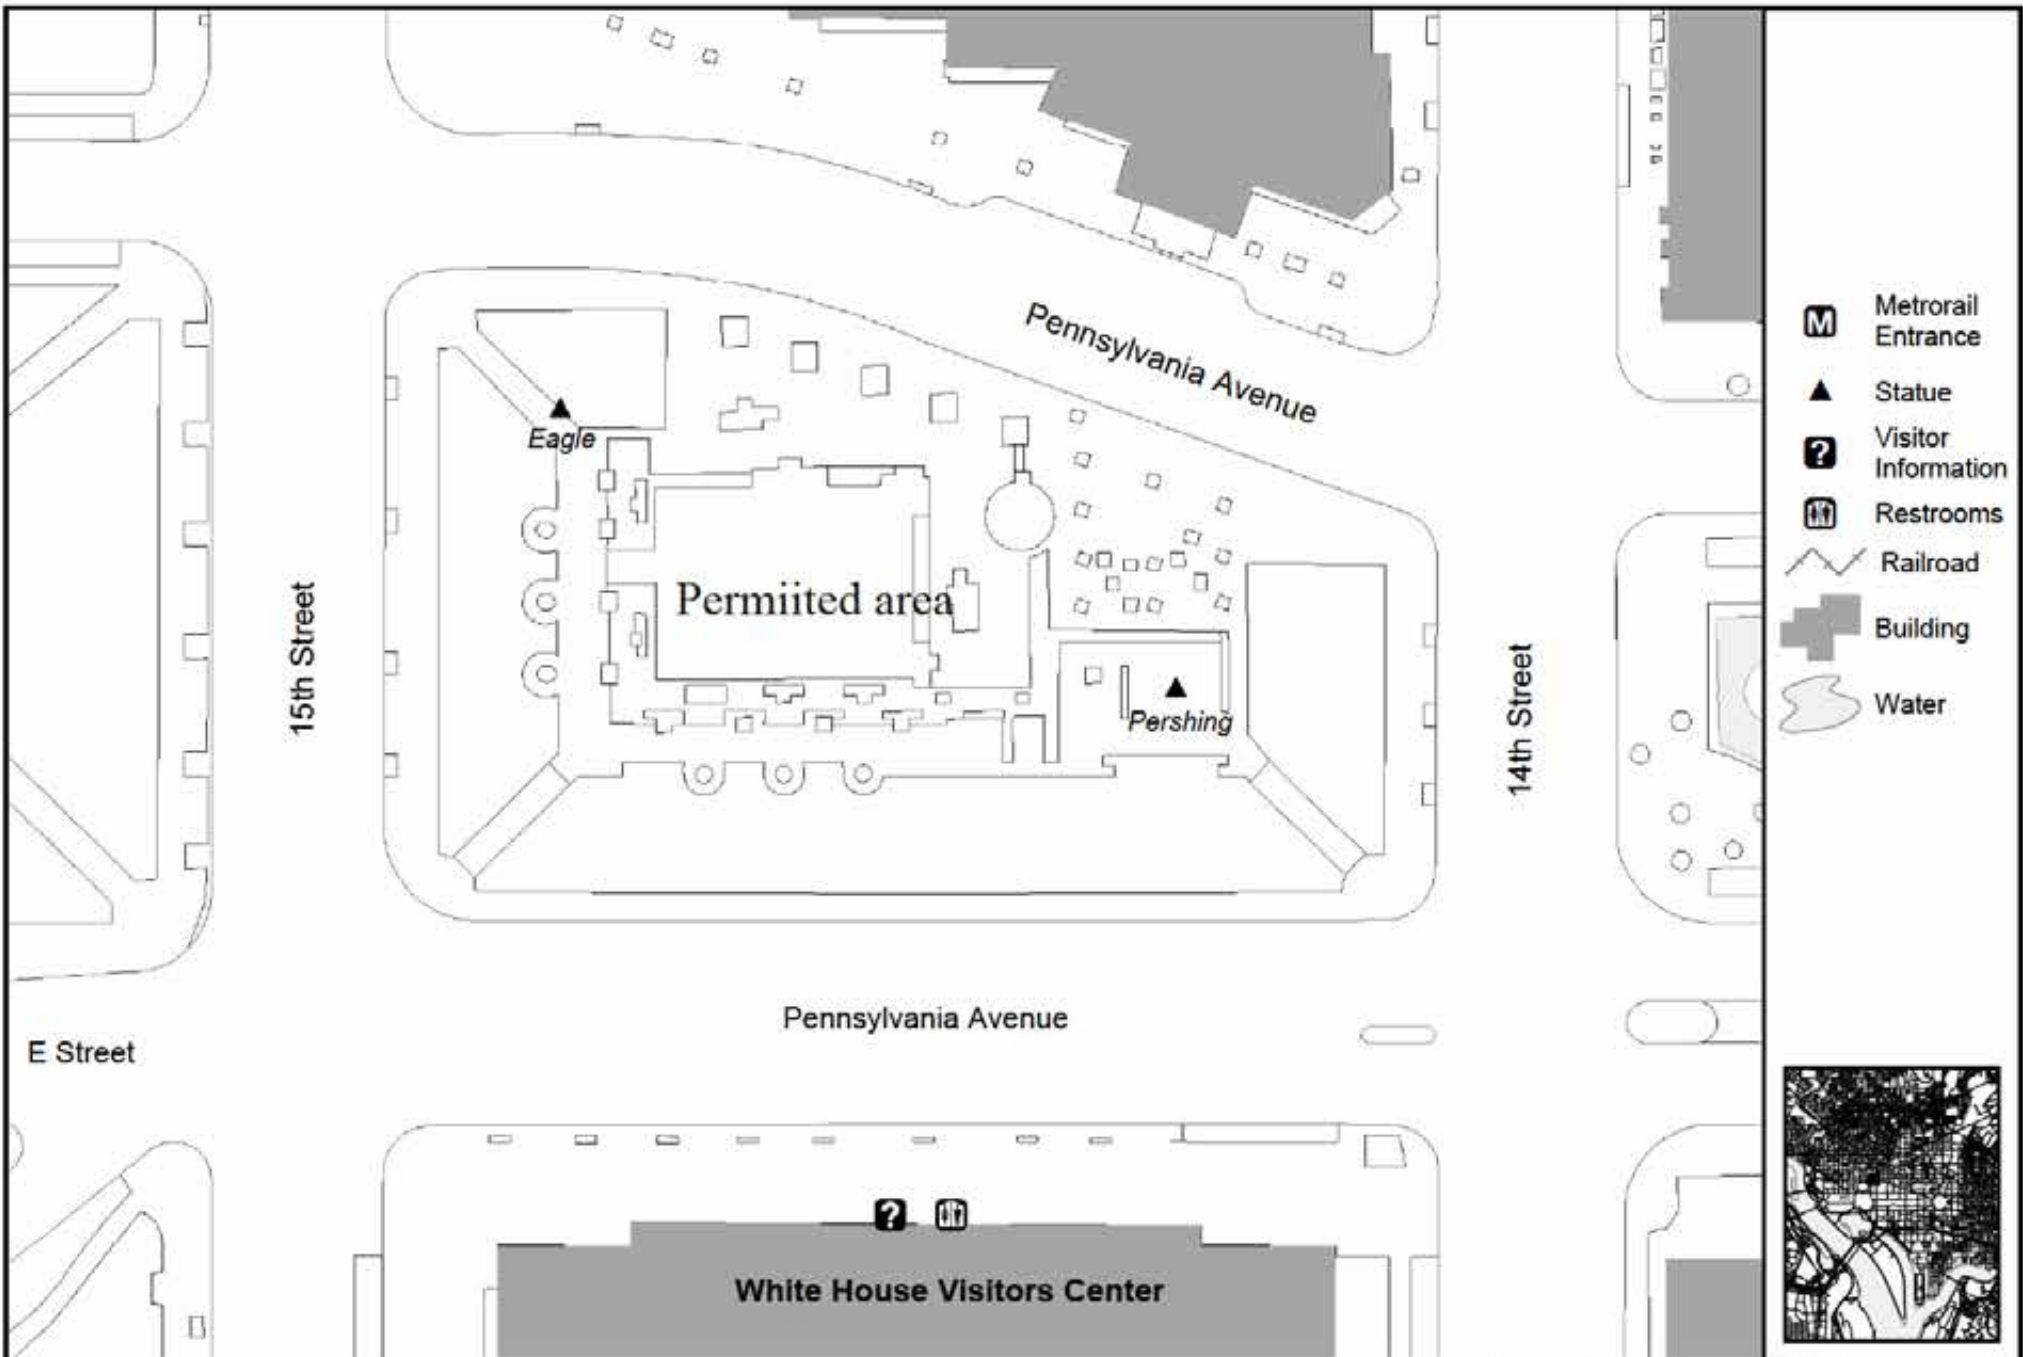 Pennsylvania Avenue
Eagle
Permiited area
15th Street
Pershing
14th Street
Pennsylvania Avenue
E Street
?
White House Visitors Center
M
Metrorail
Entrance
Statue
?
Visitor
Information
Restrooms
Railroad
Building
Water